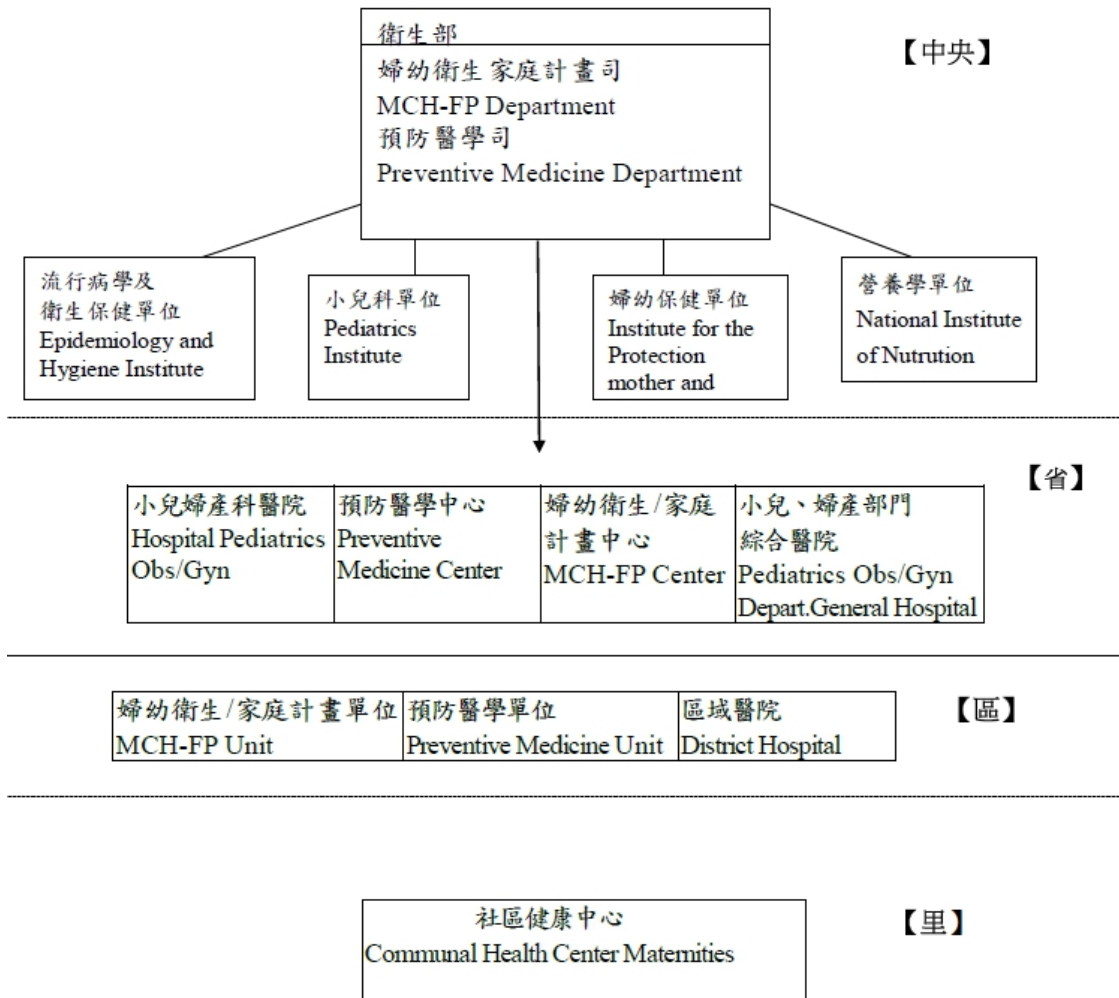 衛生部
【中央】
婦幼衛生家庭計畫司
MCH-FP Department
預防醫學司
Preventive Medicine Department
流行病學及
衛生保健單位
Epidemiology and
Hygiene Institute
小兒科單位
Pediatrics
Institute
婦幼保健單位
Institute for the
Protection
mother and
營養學單位
National Institute
of Nutrution
【省】
小兒婦產科醫院
Hospital Pediatrics
Obs/Gyn
預防醫學中心
Preventive
Medicine Center
婦幼衛生/家庭
計畫中心
MCH-FP Center
小兒、婦產部門
綜合醫院
Pediatrics Obs/Gyn
Depart.General Hospital
婦幼衛生/家庭計畫單位
MCH-FP Unit
預防醫學單位
Preventive Medicine Unit
區域醫院
District Hospital
【區】
社區健康中心
Communal Health Center Maternities
【里】